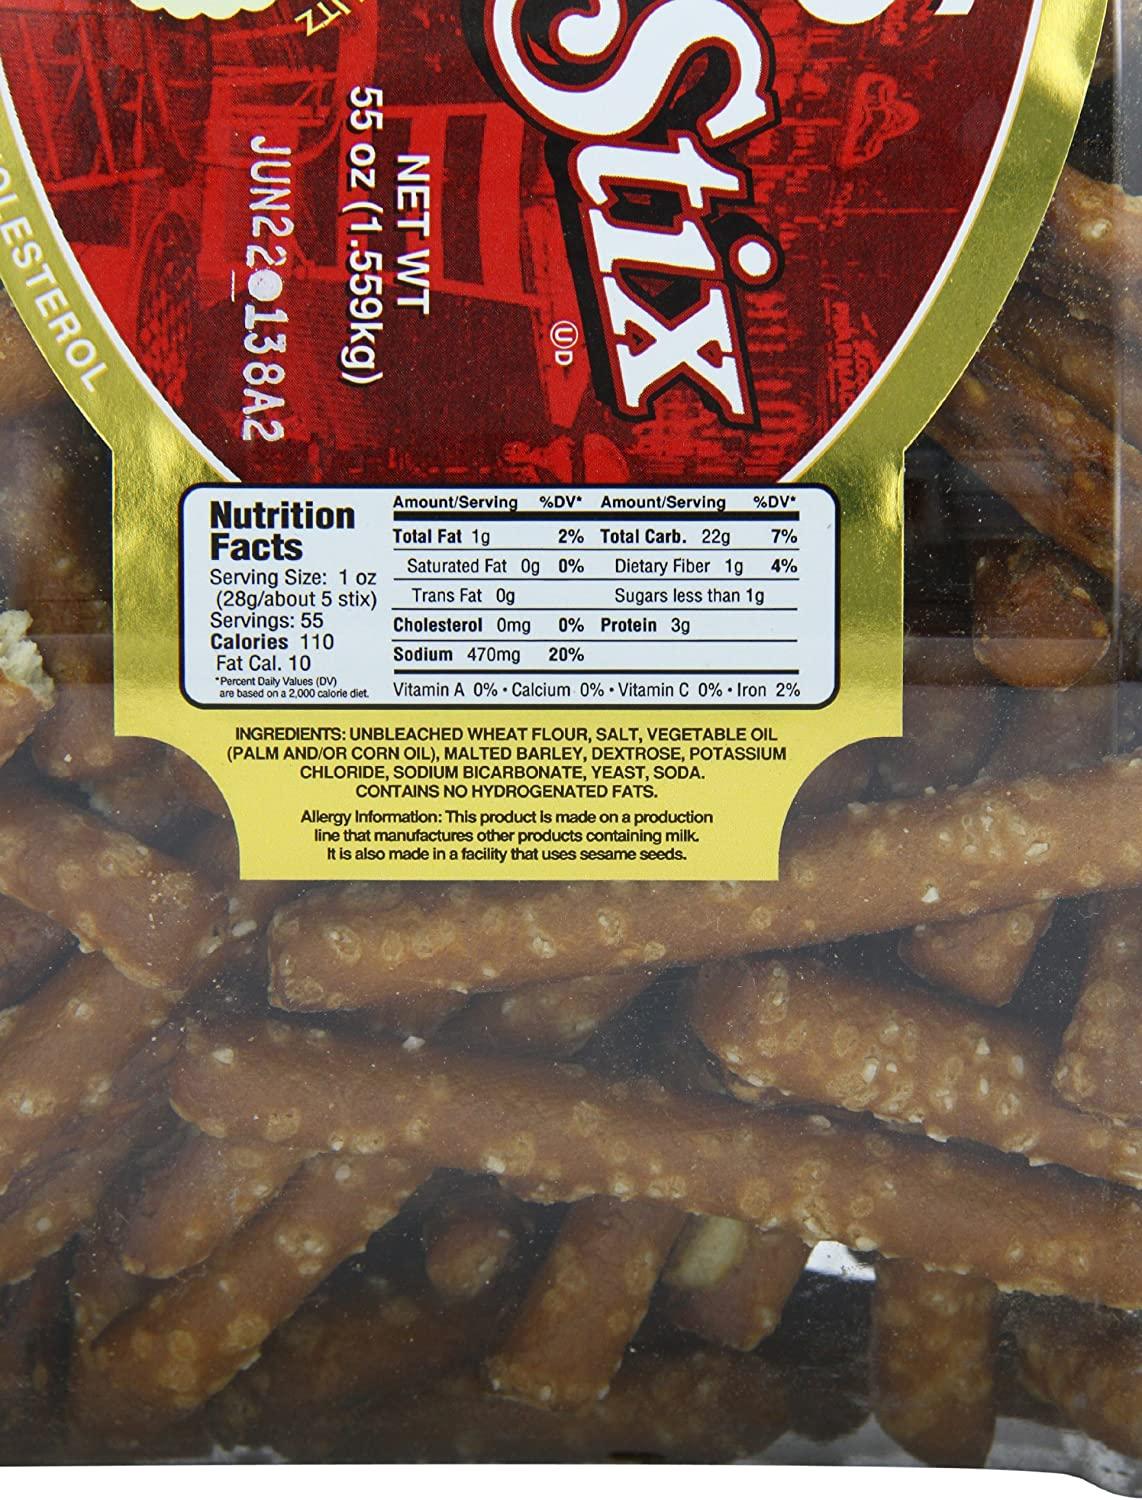 Stix
UD
NET WT
55 oz (1.559kg)
JUN22 138A2
UTZ
OLESTEROL
Nutrition
Facts
Serving Size: 1 oz
(28g/about 5 stix)
Servings: 55
Calories 110
Fat Cal. 10
*Percent Daily Values (DV)
are based on a 2,000 calorie diet.
Amount/Serving %DV* Amount/Serving %DV*
Total Fat 1g 2% Total Carb. 22g 7%
Saturated Fat 0g 0% Dietary Fiber 1g 4%
Trans Fat 0g Sugars less than 1g
Cholesterol 0mg 0% Protein 3g
Sodium 470mg 20%
Vitamin A 0% • Calcium 0% • Vitamin C 0% • Iron 2%
INGREDIENTS: UNBLEACHED WHEAT FLOUR, SALT, VEGETABLE OIL
(PALM AND/OR CORN OIL), MALTED BARLEY, DEXTROSE, POTASSIUM
CHLORIDE, SODIUM BICARBONATE, YEAST, SODA.
CONTAINS NO HYDROGENATED FATS.
Allergy Information: This product is made on a production
line that manufactures other products containing milk.
It is also made in a facility that uses sesame seeds.